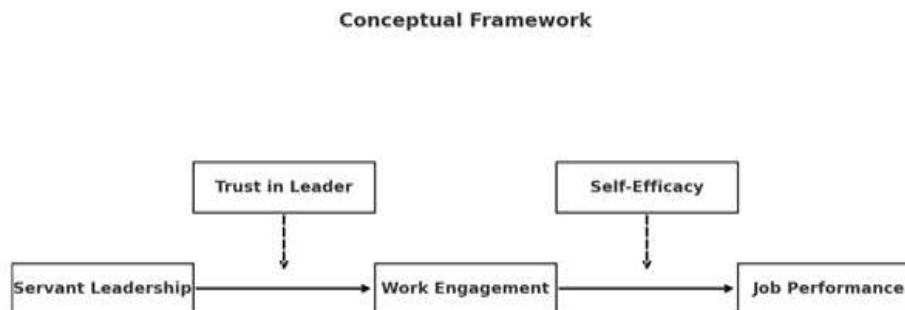 Conceptual Framework
Trust in Leader
Self-Efficacy
Servant Leadership
Work Engagement
Job Performance